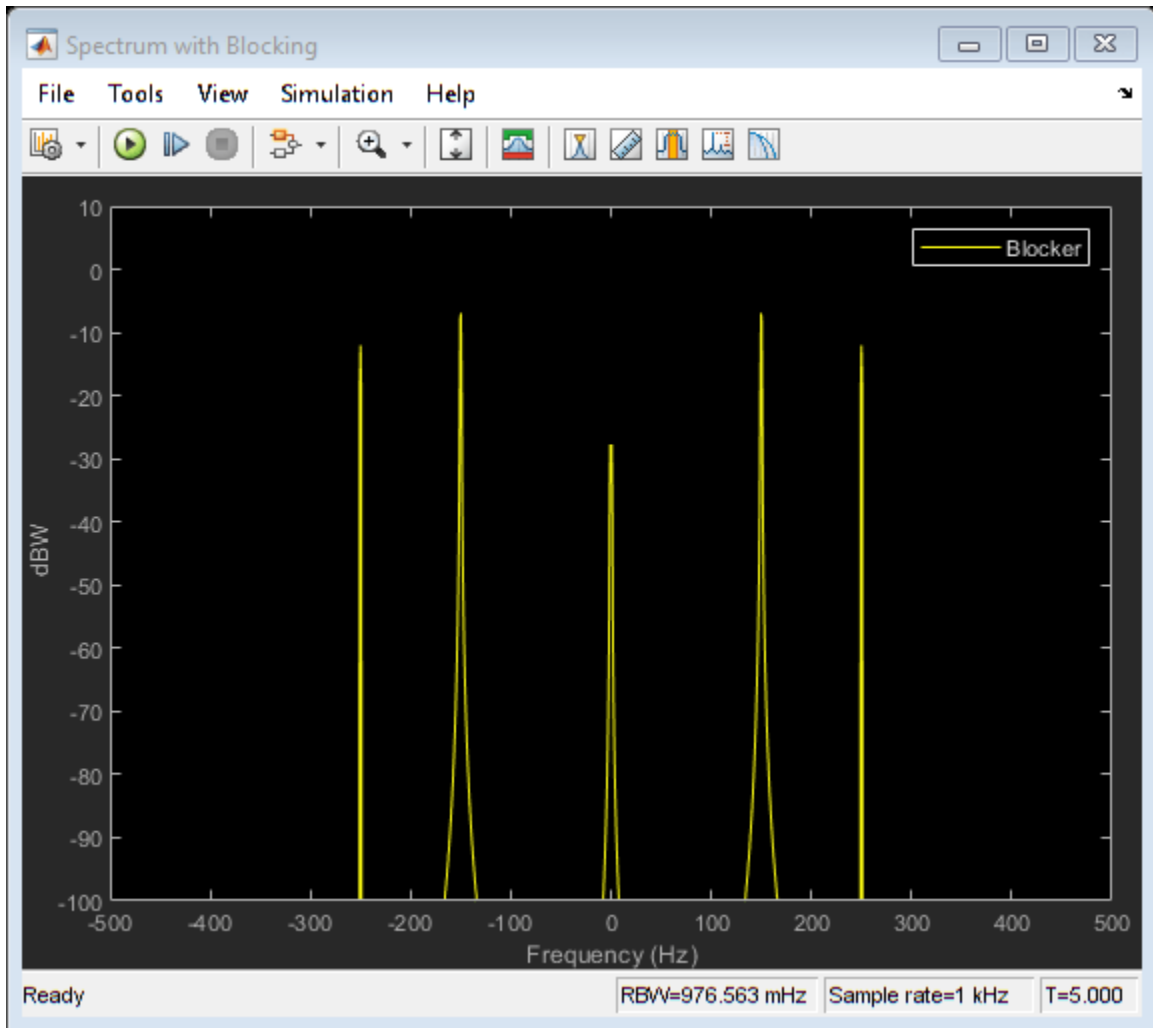 Spectrum with Blocking
File Tools View Simulation Help
10
Blocker
0
-10
-20
-30
-40
dBW
-50
-60
-70
-80
-90
-100
-500 -400 -300 -200 -100 0 100 200 300 400 500
Frequency (Hz)
Ready RBW=976.563 mHz Sample rate=1 kHz T=5.000